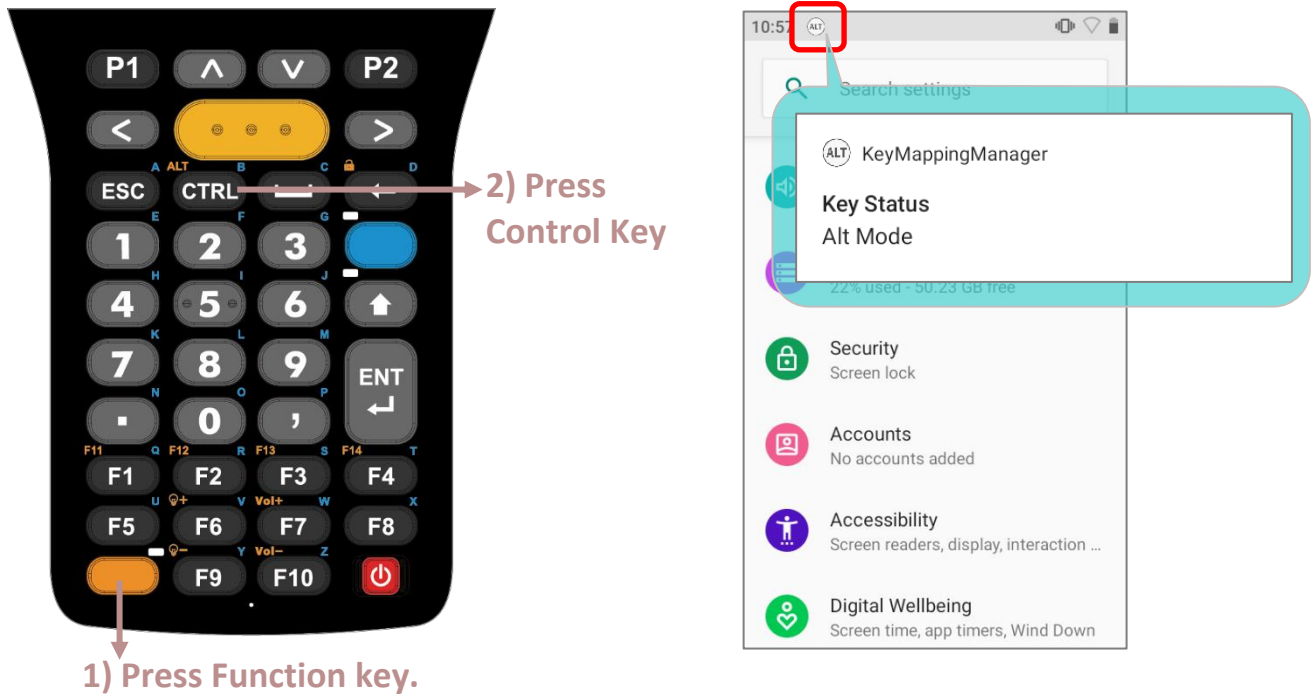 P1 ∧ ∨ P2
< >
A ALT B C D
ESC CTRL ←
E F G
1 2 3
H I J
4 5 6
K L M
7 8 9 ENT
N O P
. 0 ,
F11 Q F12 R F13 S F14 T
F1 F2 F3 F4
U + V Vol+ W X
F5 F6 F7 F8
– Y Vol– Z
F9 F10
1) Press Function key.
2) Press
Control Key
10:57 ALT
Search settings
ALT KeyMappingManager
Key Status
Alt Mode
22% used - 50.23 GB free
Security
Screen lock
Accounts
No accounts added
Accessibility
Screen readers, display, interaction ...
Digital Wellbeing
Screen time, app timers, Wind Down